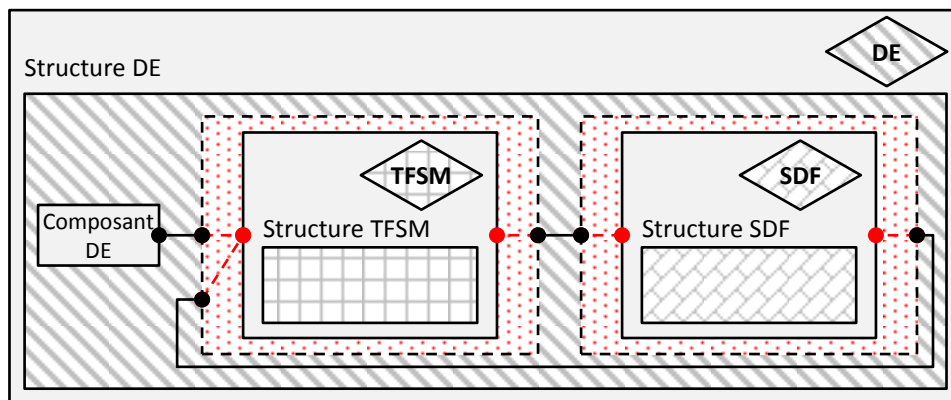 DE
Structure DE
TFSM
SDF
Composant
DE
Structure TFSM
Structure SDF